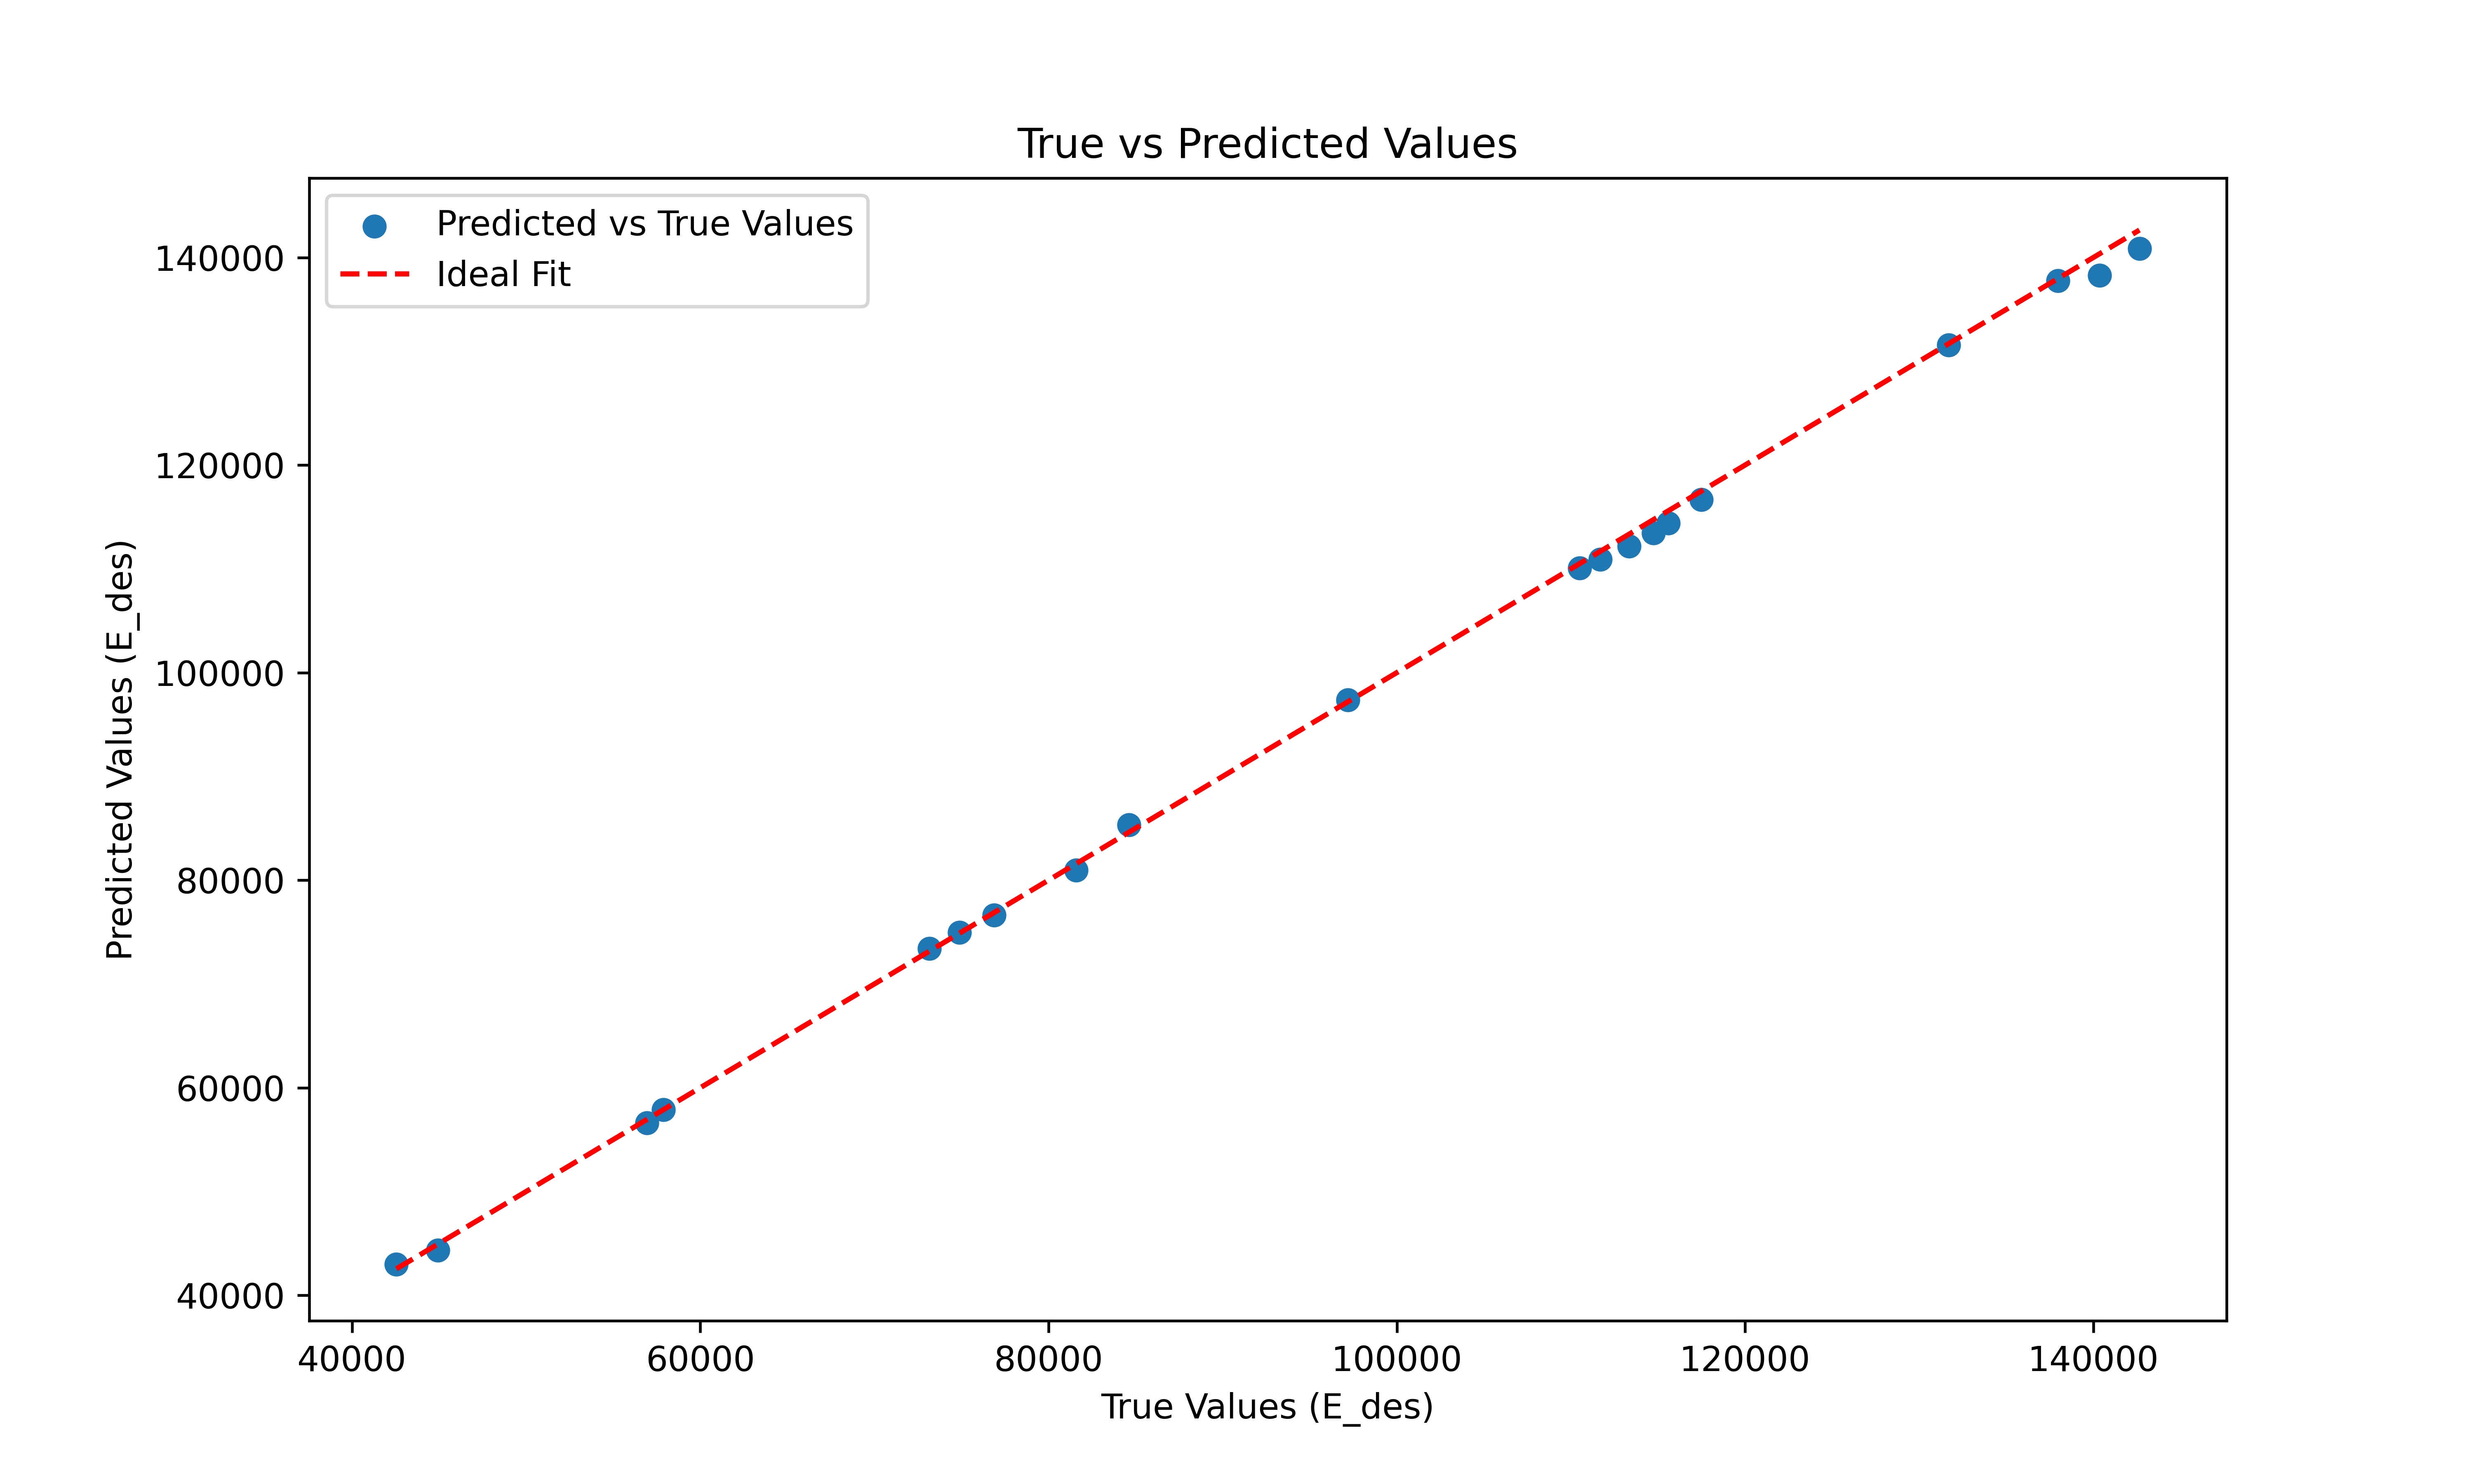 True vs Predicted Values
Predicted vs True Values
Ideal Fit
Predicted Values (E_des)
140000
120000
100000
80000
60000
40000
40000 60000 80000 100000 120000 140000
True Values (E_des)